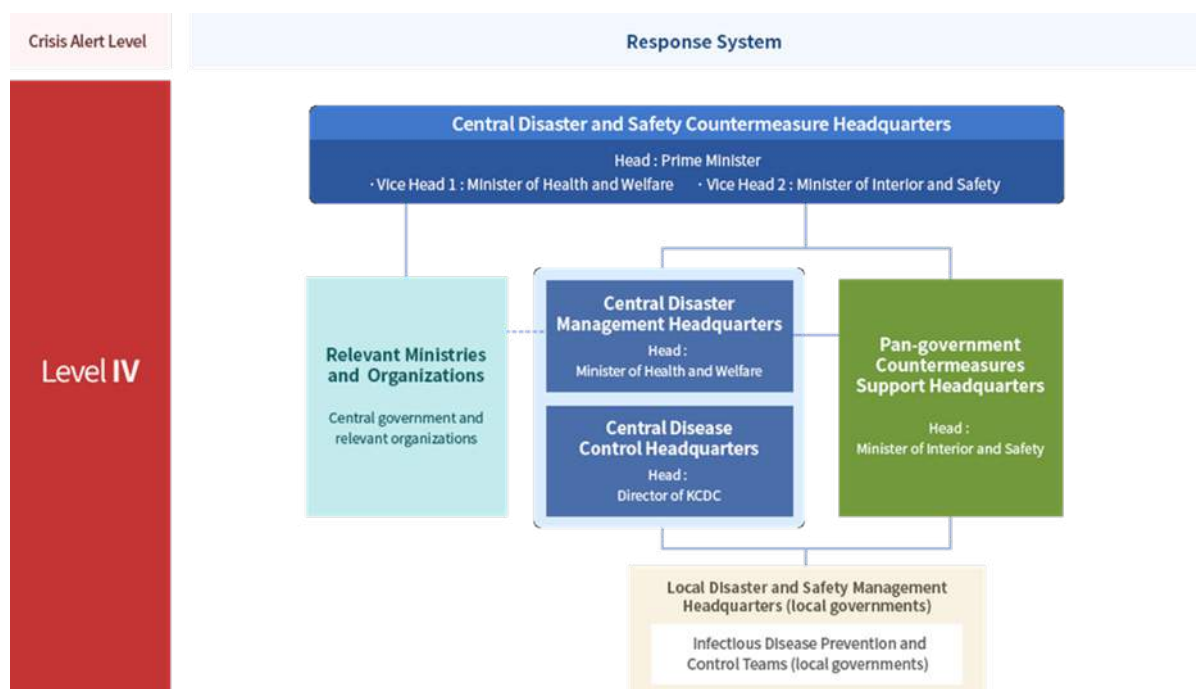 Crisis Alert Level
Response System
Level IV
Central Disaster and Safety Countermeasure Headquarters
Head : Prime Minister
· Vice Head 1 : Minister of Health and Welfare · Vice Head 2 : Minister of Interior and Safety
Relevant Ministries
and Organizations
Central government and
relevant organizations
Central Disaster
Management Headquarters
Head :
Minister of Health and Welfare
Central Disease
Control Headquarters
Head :
Director of KCDC
Pan-government
Countermeasures
Support Headquarters
Head :
Minister of Interior and Safety
Local Disaster and Safety Management
Headquarters (local governments)
Infectious Disease Prevention and
Control Teams (local governments)